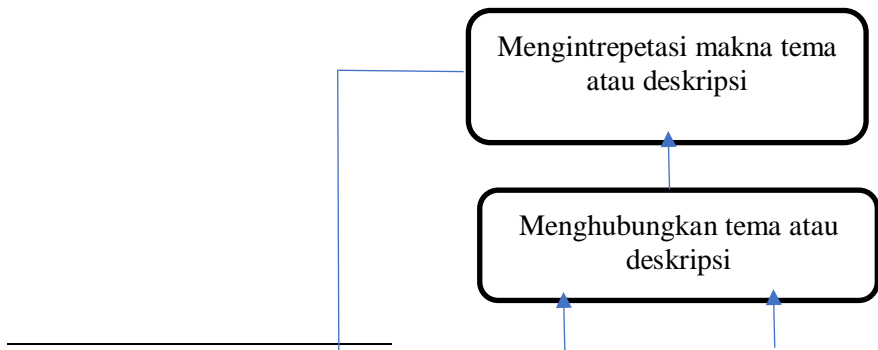 Mengintrepetasi makna tema
atau deskripsi
Menghubungkan tema atau
deskripsi